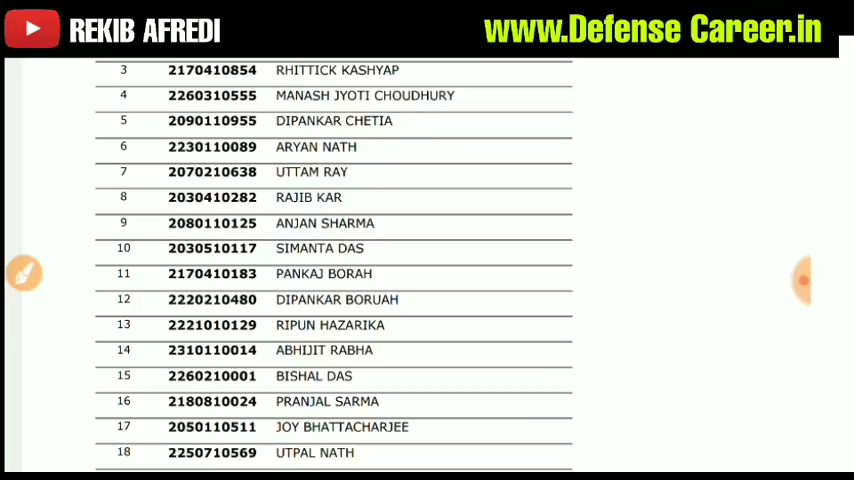 REKIB AFREDI www.Defense Career.in
3 2170410854 RHITTICK KASHYAP
4 2260310555 MANASH JYOTI CHOUDHURY
5 2090110955 DIPANKAR CHETIA
6 2230110089 ARYAN NATH
7 2070210638 UTTAM RAY
8 2030410282 RAJIB KAR
9 2080110125 ANJAN SHARMA
10 2030510117 SIMANTA DAS
11 2170410183 PANKAJ BORAH
12 2220210480 DIPANKAR BORUAH
13 2221010129 RIPUN HAZARIKA
14 2310110014 ABHIJIT RABHA
15 2260210001 BISHAL DAS
16 2180810024 PRANJAL SARMA
17 2050110511 JOY BHATTACHARJEE
18 2250710569 UTPAL NATH